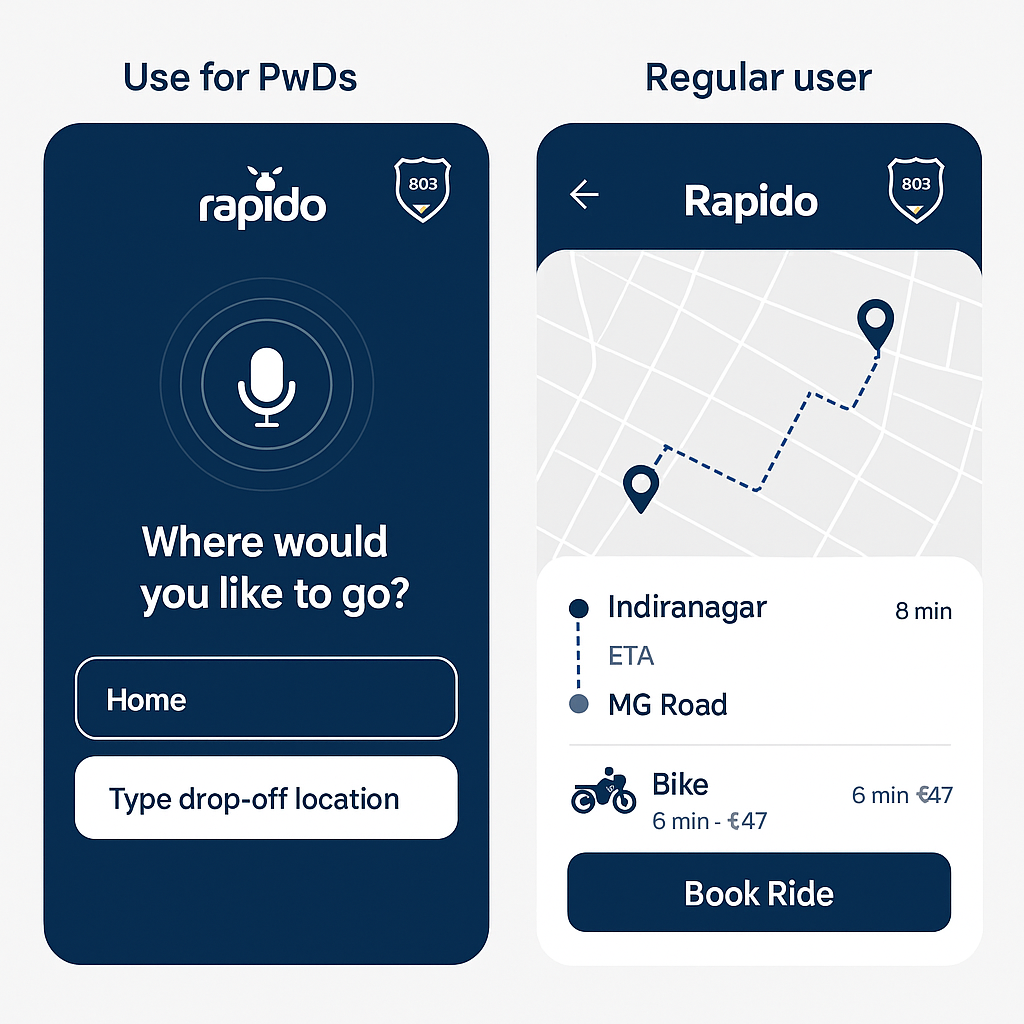 Use for PwDs
rapido
803
Where would
you like to go?
Home
Type drop-off location
Regular user
Rapido
803
Indiranagar
8 min
ETA
MG Road
Bike
6 min €47
6 min - €47
Book Ride